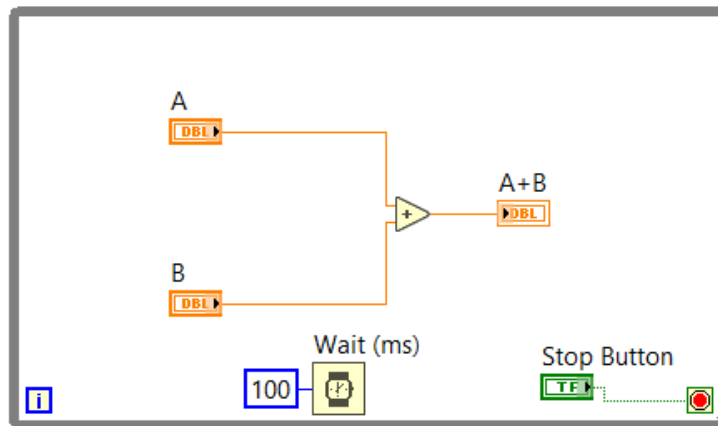 A
DBL
+
A+B
DBL
B
DBL
Wait (ms)
100
Stop Button
TF
i